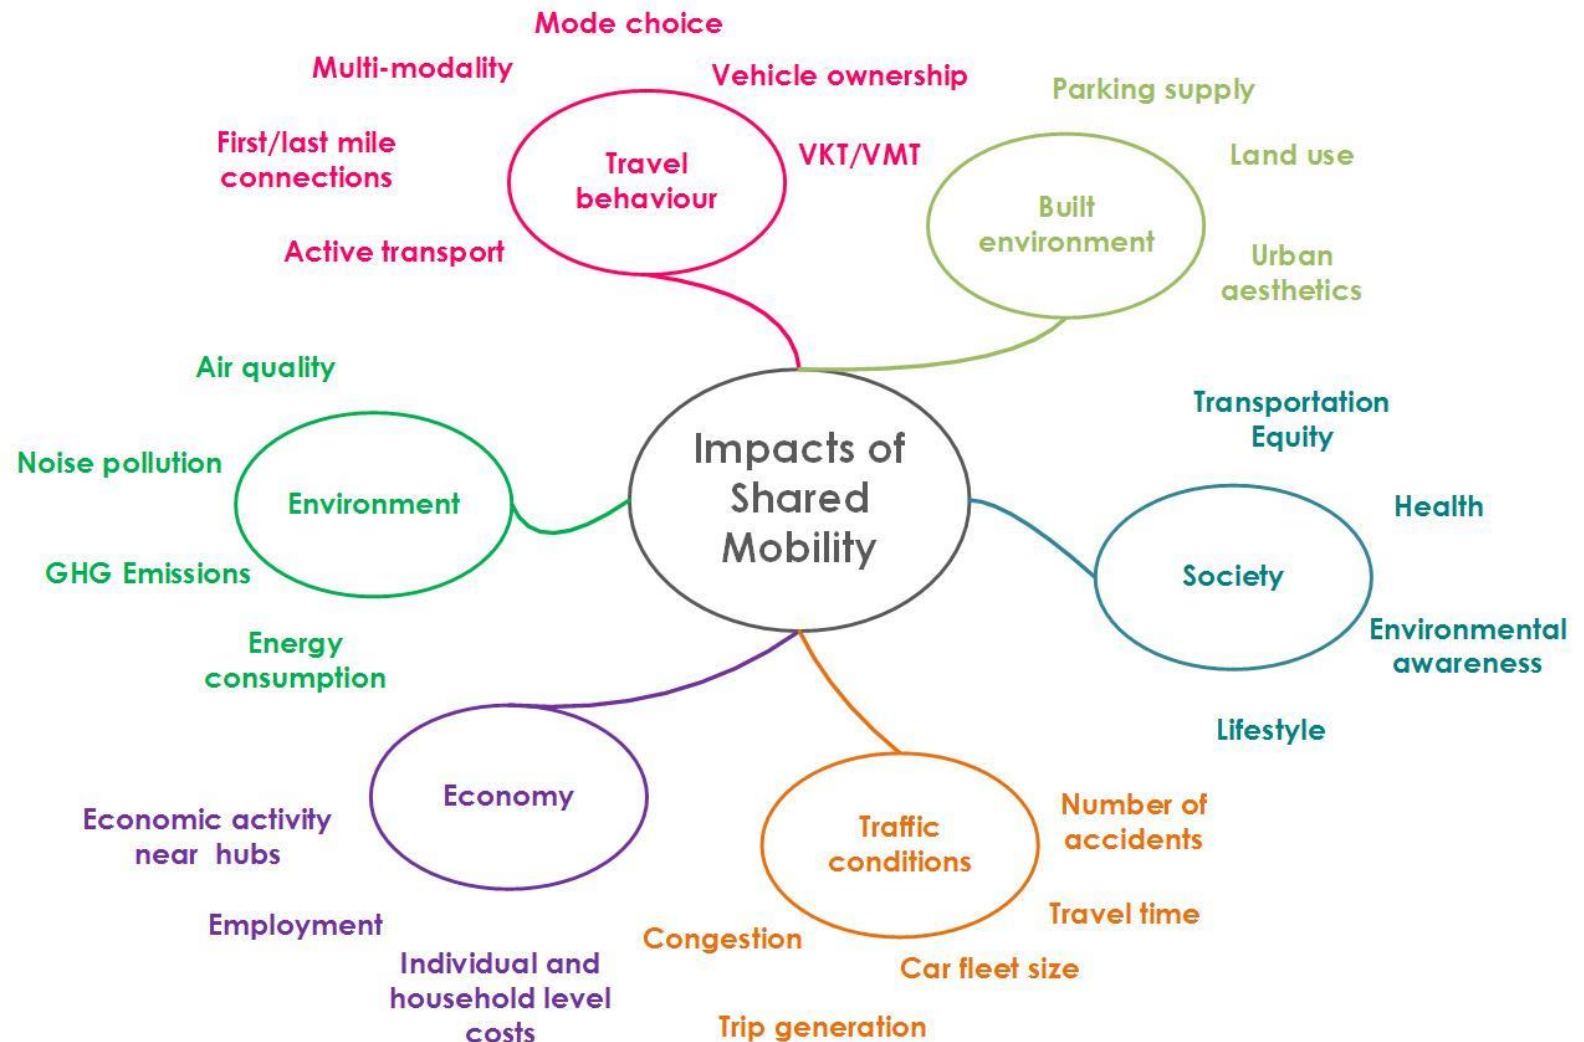 Mode choice
Multi-modality
Vehicle ownership
First/last mile
connections
VKT/VMT
Active transport
Travel
behaviour
Parking supply
Land use
Urban
aesthetics
Built
environment
Impacts of
Shared
Mobility
Air quality
Noise pollution
GHG Emissions
Energy
consumption
Environment
Transportation
Equity
Health
Environmental
awareness
Lifestyle
Society
Economy
Economic activity
near hubs
Employment
Individual and
household level
costs
Traffic
conditions
Number of
accidents
Travel time
Congestion
Car fleet size
Trip generation